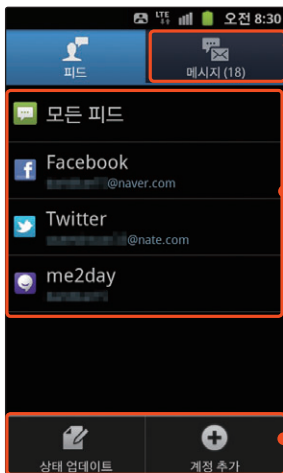 LTE 오전 8:30
피드
메시지 (18)
모든 피드
Facebook
@naver.com
Twitter
@nate.com
me2day
상태 업데이트
계정 추가